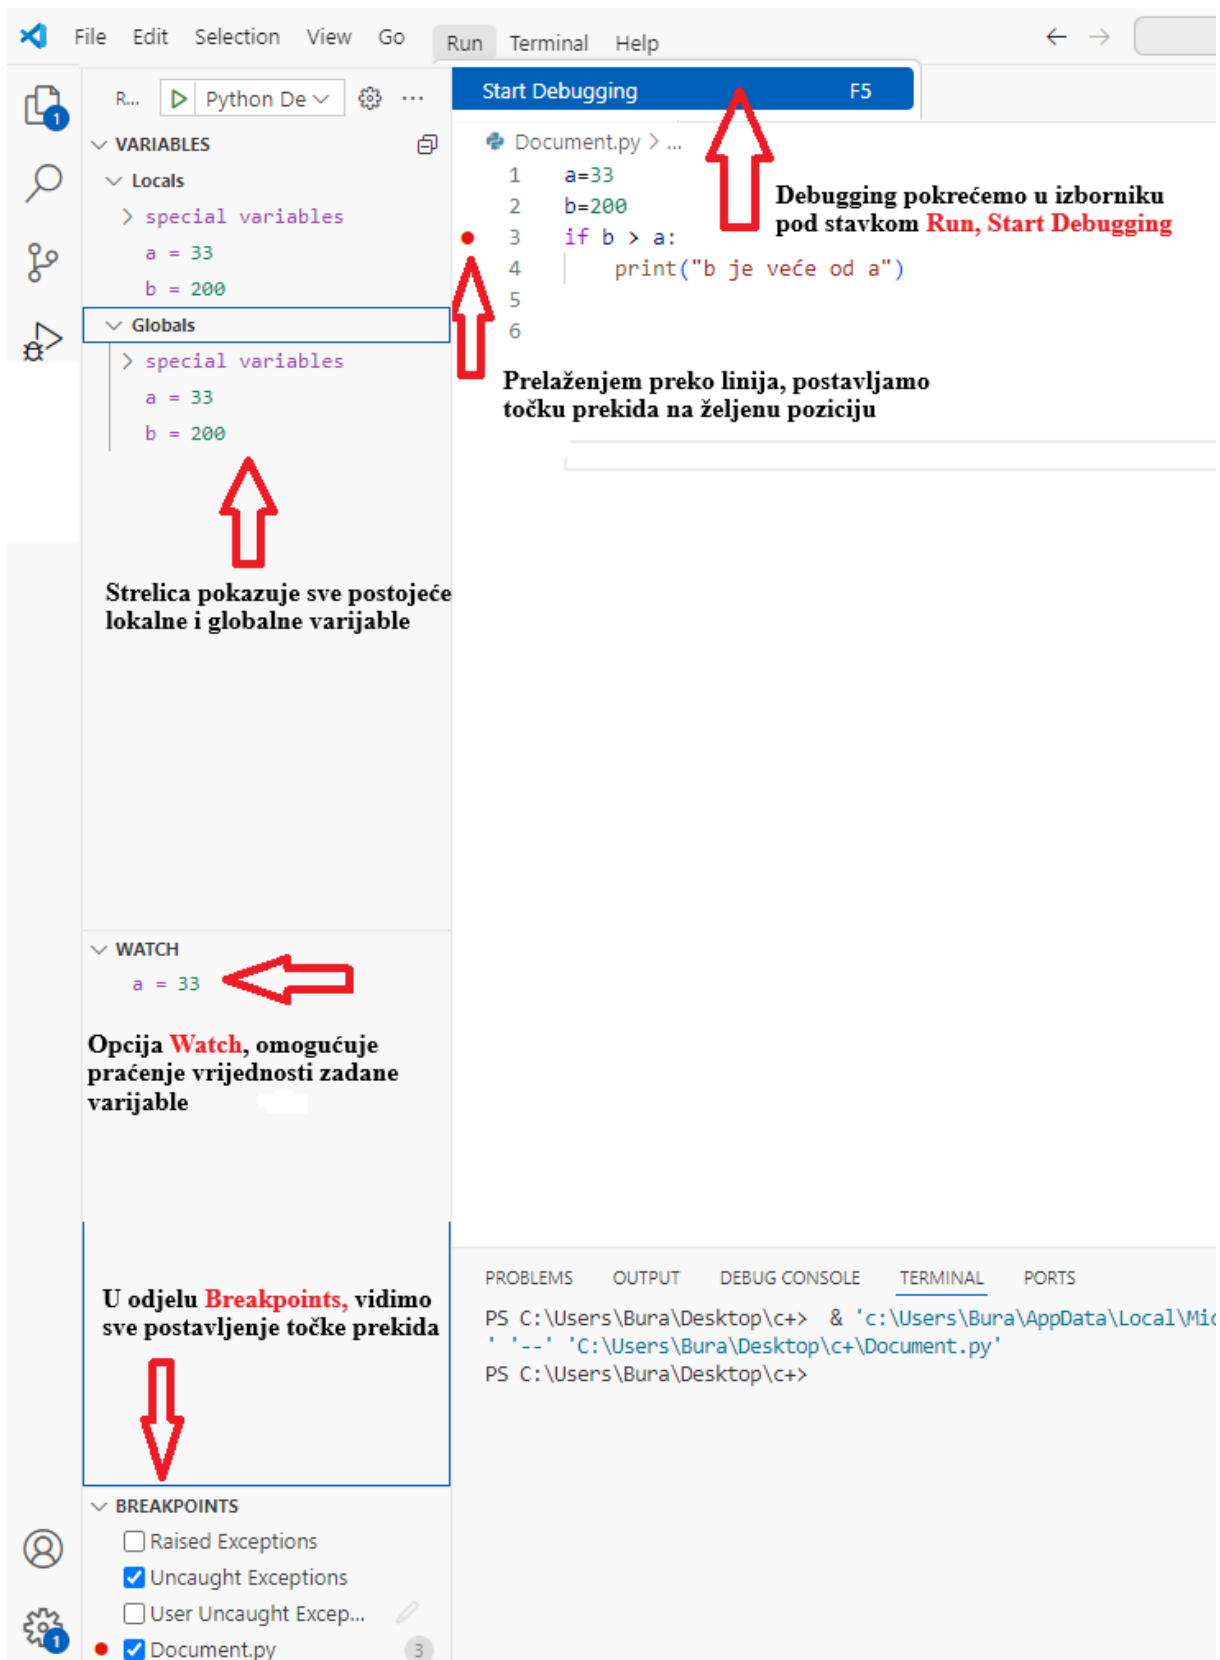 File Edit Selection View Go Run Terminal Help
Start Debugging F5
R... Python De
1
VARIABLES
Locals
special variables
a = 33
b = 200
Globals
special variables
a = 33
b = 200
Strelica pokazuje sve postojeće
lokalne i globalne varijable
WATCH
a = 33
Opcija Watch, omogućuje
praćenje vrijednosti zadane
varijable
U odjelu Breakpoints, vidimo
sve postavljenje točke prekida
BREAKPOINTS
Raised Exceptions
Uncaught Exceptions
User Uncaught Excep...
1
Document.py 3
Document.py > ...
1 a=33
2 b=200
3 if b > a:
4 print("b je veće od a")
5
6
Debugging pokrećemo u izborniku
pod stavkom Run, Start Debugging
Prelaženjem preko linija, postavljamo
točku prekida na željenu poziciju
PROBLEMS OUTPUT DEBUG CONSOLE TERMINAL PORTS
PS C:\Users\Bura\Desktop\c+> & 'c:\Users\Bura\AppData\Local\Mic
' '--' 'C:\Users\Bura\Desktop\c+\Document.py'
PS C:\Users\Bura\Desktop\c+>